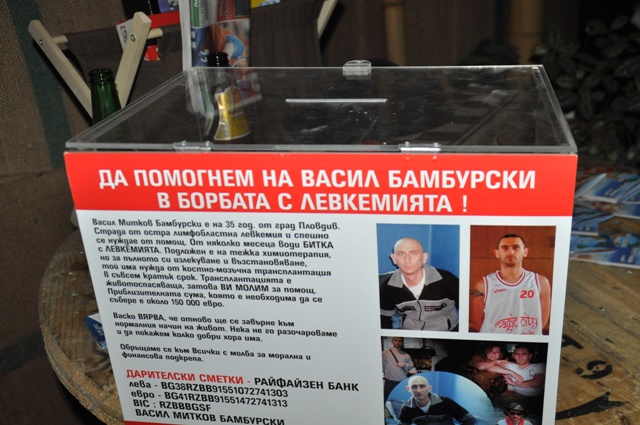 ДА ПОМОГНЕМ НА ВАСИЛ БАМБУРСКИ
В БОРБАТА С ЛЕВКЕМИЯТА !
Васил Митков Бамбурски е на 35 год. от град Пловдив.
Страда от остра лимфобластна левкемия и спешно
се нуждае от помощ. От няколко месеца води БИТКА
с ЛЕВКЕМИЯТА. Подложен е на тежка химиотерапия,
но за пълното си излекуване и възстановяване,
той има нужда от костно-мозъчна трансплантация
в съвсем кратък срок. Трансплантацията е
животоспасяваща, затова ВИ МОЛИМ за помощ.
Приблизителната сума, която е необходима да се
събере е около 150 000 евро.
Васко ВЯРВА, че отново ще се завърне към
нормалния начин на живот. Нека не го разочароваме
и да покажем колко добри хора има.
Обръщаме се към Всички с молба за морална и
финансова подкрепа.
ДАРИТЕЛСКИ СМЕТКИ - РАЙФАЙЗЕН БАНК
лева - BG38RZBB91551072741303
евро - BG41RZBB91551472741313
BIC : RZBBBGSF
ВАСИЛ МИТКОВ БАМБУРСКИ
20